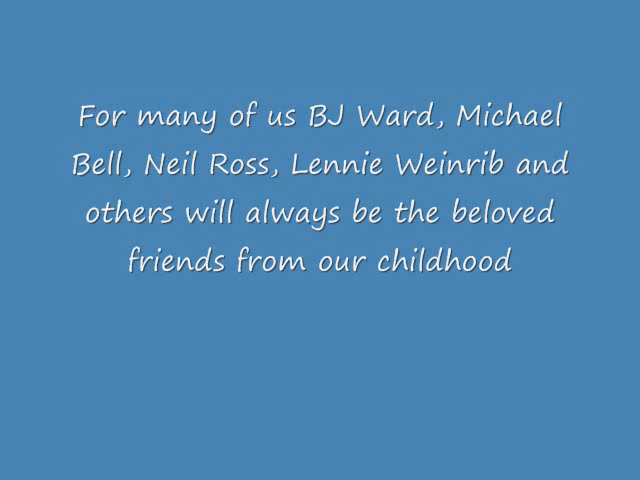 For many of us BJ Ward, Michael
Bell, Neil Ross, Lennie Weinrib and
others will always be the beloved
friends from our childhood